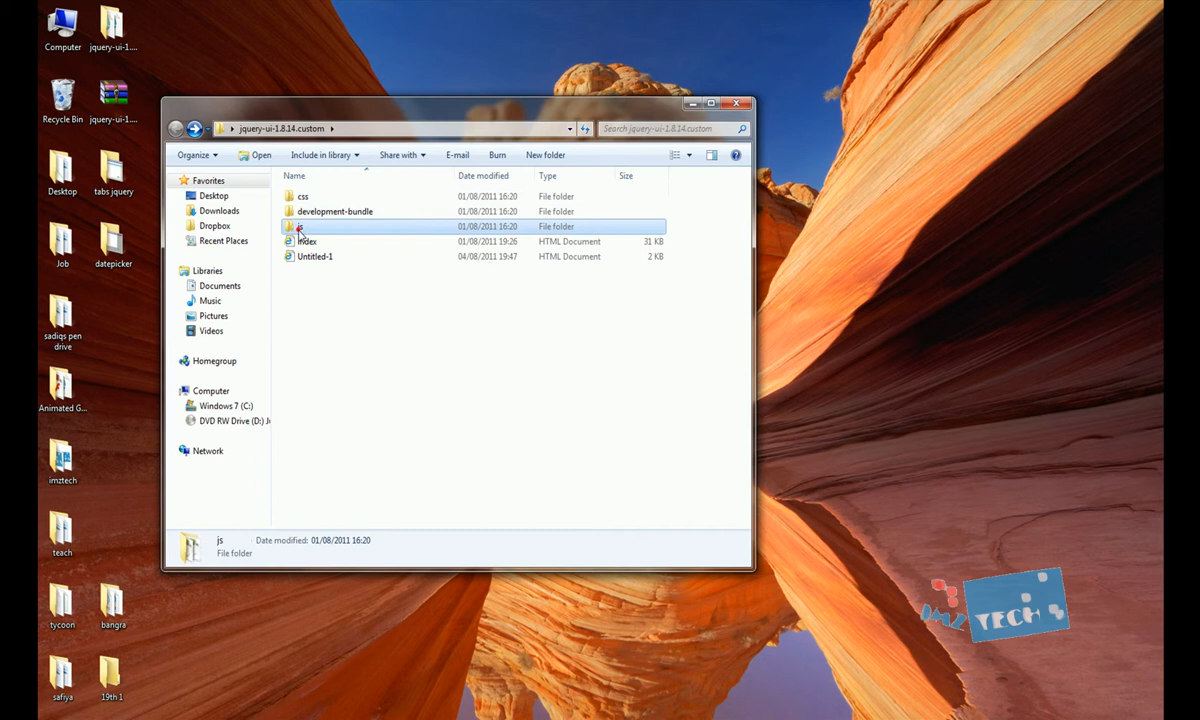 Computer
jquery-ui-1....
Recycle Bin
jquery-ui-1....
Desktop
tabs jquery
Job
datepicker
sadiqs pen
drive
Animated G...
imztech
teach
tycoon
bangra
safiya
19th 1
jquery-ui-1.8.14.custom
Search jquery-ui-1.8.14.custom
Organize
Open
Include in library
Share with
E-mail
Burn
New folder
Name
Date modified
Type
Size
css 01/08/2011 16:20 File folder
development-bundle 01/08/2011 16:20 File folder
js 01/08/2011 16:20 File folder
index 01/08/2011 19:26 HTML Document 31 KB
Untitled-1 04/08/2011 19:47 HTML Document 2 KB
Favorites
Desktop
Downloads
Dropbox
Recent Places
Libraries
Documents
Music
Pictures
Videos
Homegroup
Computer
Windows 7 (C:)
DVD RW Drive (D:)
Network
js Date modified: 01/08/2011 16:20
File folder
IMZ TECH